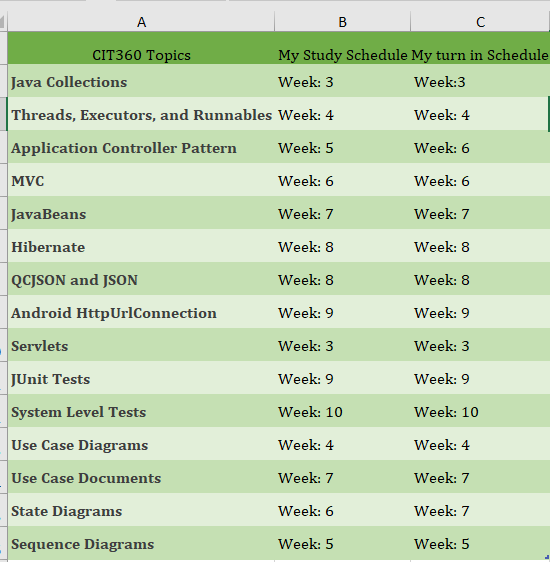 A B C
CIT360 Topics My Study Schedule My turn in Schedule
Java Collections Week: 3 Week:3
Threads, Executors, and Runnables Week: 4 Week: 4
Application Controller Pattern Week: 5 Week: 6
MVC Week: 6 Week: 6
JavaBeans Week: 7 Week: 7
Hibernate Week: 8 Week: 8
QCJSON and JSON Week: 8 Week: 8
Android HttpUrlConnection Week: 9 Week: 9
Servlets Week: 3 Week: 3
JUnit Tests Week: 9 Week: 9
System Level Tests Week: 10 Week: 10
Use Case Diagrams Week: 4 Week: 4
Use Case Documents Week: 7 Week: 7
State Diagrams Week: 6 Week: 7
Sequence Diagrams Week: 5 Week: 5